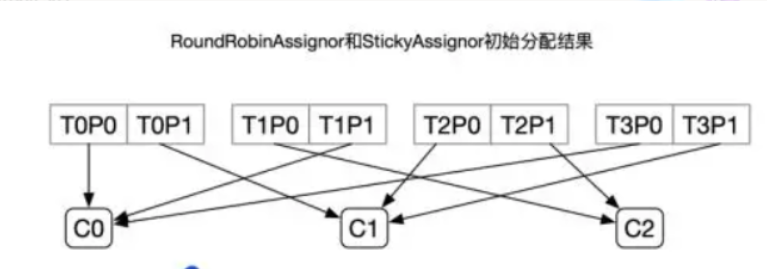 RoundRobinAssignor和StickyAssignor初始分配结果
T0P0 T0P1 T1P0 T1P1 T2P0 T2P1 T3P0 T3P1
C0 C1 C2